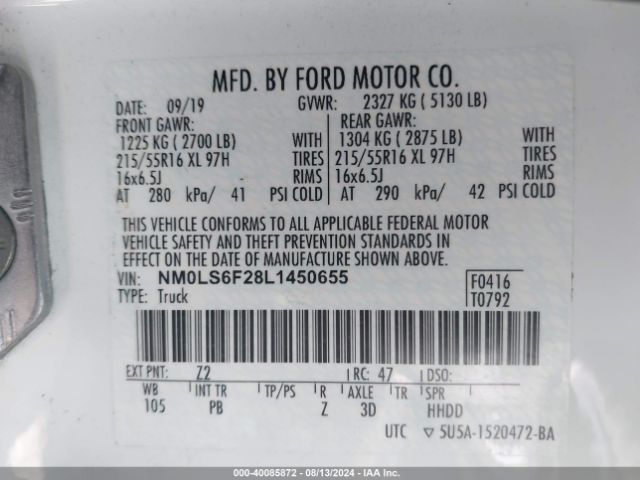 MFD. BY FORD MOTOR CO.
DATE: 09/19 GVWR: 2327 KG ( 5130 LB)
FRONT GAWR: REAR GAWR:
1225 KG ( 2700 LB) WITH 1304 KG ( 2875 LB) WITH
215/55R16 XL 97H TIRES 215/55R16 XL 97H TIRES
16x6.5J RIMS 16x6.5J RIMS
AT 280 kPa/ 41 PSI COLD AT 290 kPa/ 42 PSI COLD
THIS VEHICLE CONFORMS TO ALL APPLICABLE FEDERAL MOTOR
VEHICLE SAFETY AND THEFT PREVENTION STANDARDS IN
EFFECT ON THE DATE OF MANUFACTURE SHOWN ABOVE.
VIN: NM0LS6F28L1450655 F0416
TYPE: Truck T0792
EXT PNT: Z2 RC: 47 DSO:
WB INT TR TP/PS R AXLE TR SPR
105 PB Z 3D HHDD
UTC ▽ 5U5A-1520472-BA
000-40085872 - 08/13/2024 - IAA Inc.